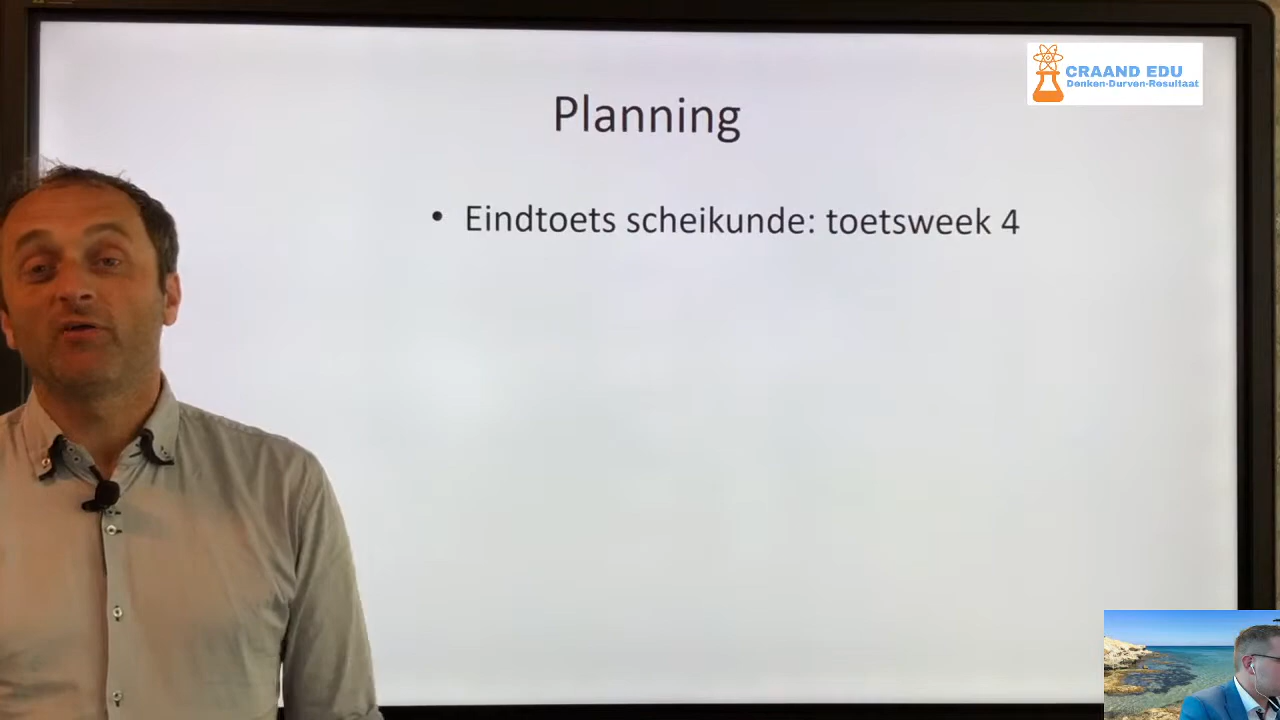 Planning
CRAAND EDU
Denken-Durven-Resultaat
• Eindtoets scheikunde: toetsweek 4